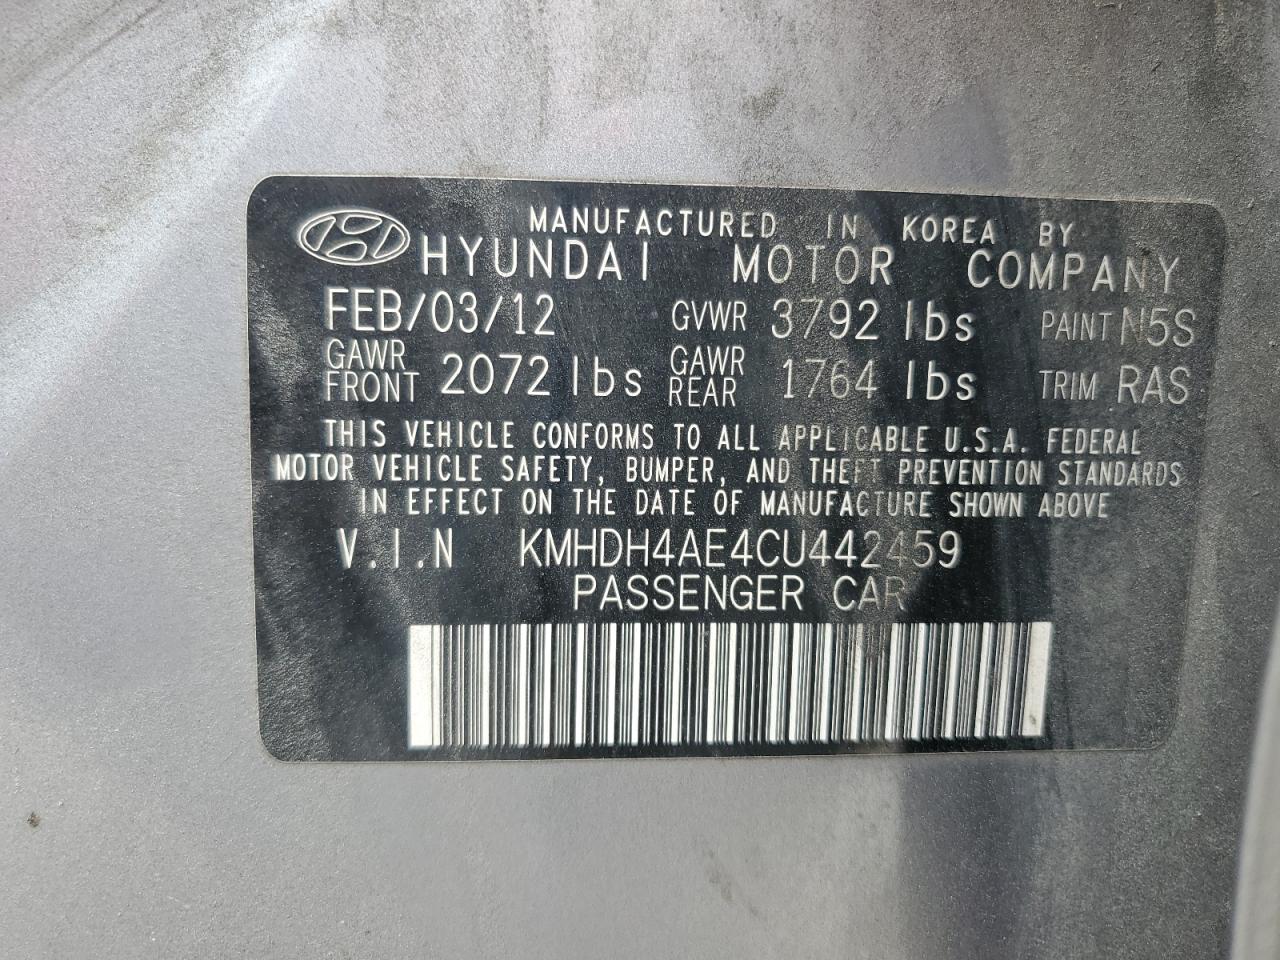 MANUFACTURED IN KOREA BY
HYUNDAI MOTOR COMPANY
FEB/03/12 GVWR 3792 lbs PAINT N5S
GAWR FRONT 2072 lbs GAWR REAR 1764 lbs TRIM RAS
THIS VEHICLE CONFORMS TO ALL APPLICABLE U.S.A. FEDERAL
MOTOR VEHICLE SAFETY, BUMPER, AND THEFT PREVENTION STANDARDS
IN EFFECT ON THE DATE OF MANUFACTURE SHOWN ABOVE
V.I.N KMHDH4AE4CU442459
PASSENGER CAR